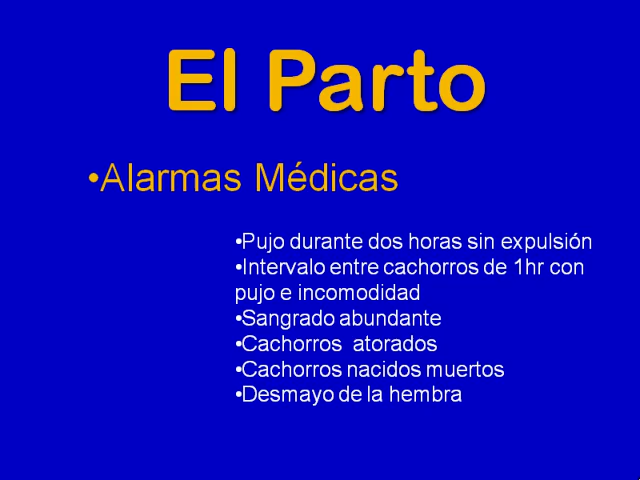 El Parto
•Alarmas Médicas
•Pujo durante dos horas sin expulsión
•Intervalo entre cachorros de 1hr con
pujo e incomodidad
•Sangrado abundante
•Cachorros  atorados
•Cachorros nacidos muertos
•Desmayo de la hembra